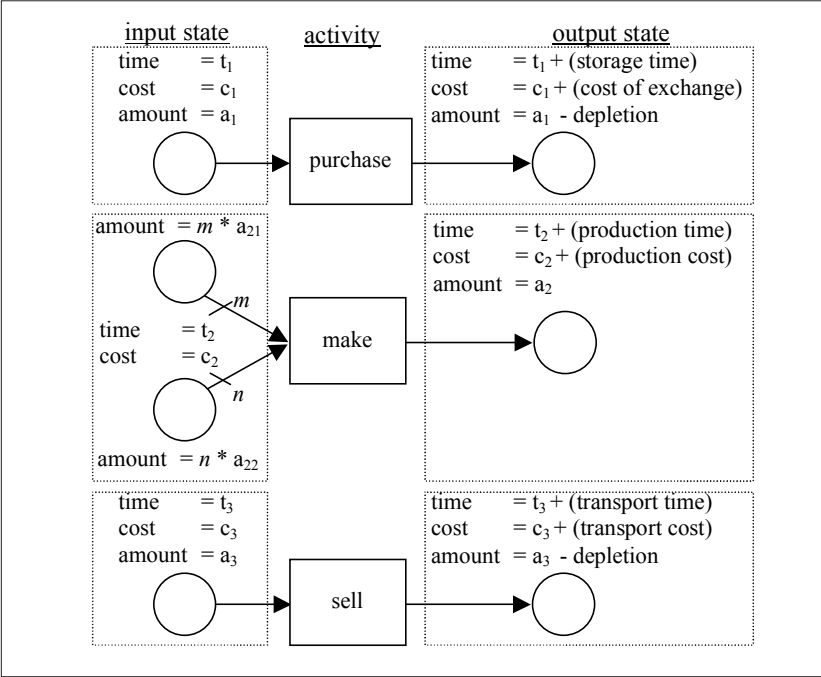 input state activity output state
time = t₁ time = t₁ + (storage time)
cost = c₁ cost = c₁ + (cost of exchange)
amount = a₁ amount = a₁ - depletion
purchase
amount = m * a₂₁ time = t₂ + (production time)
cost = c₂ + (production cost)
amount = a₂
m
time = t₂ make
cost = c₂
n
amount = n * a₂₂
time = t₃ time = t₃ + (transport time)
cost = c₃ cost = c₃ + (transport cost)
amount = a₃ amount = a₃ - depletion
sell